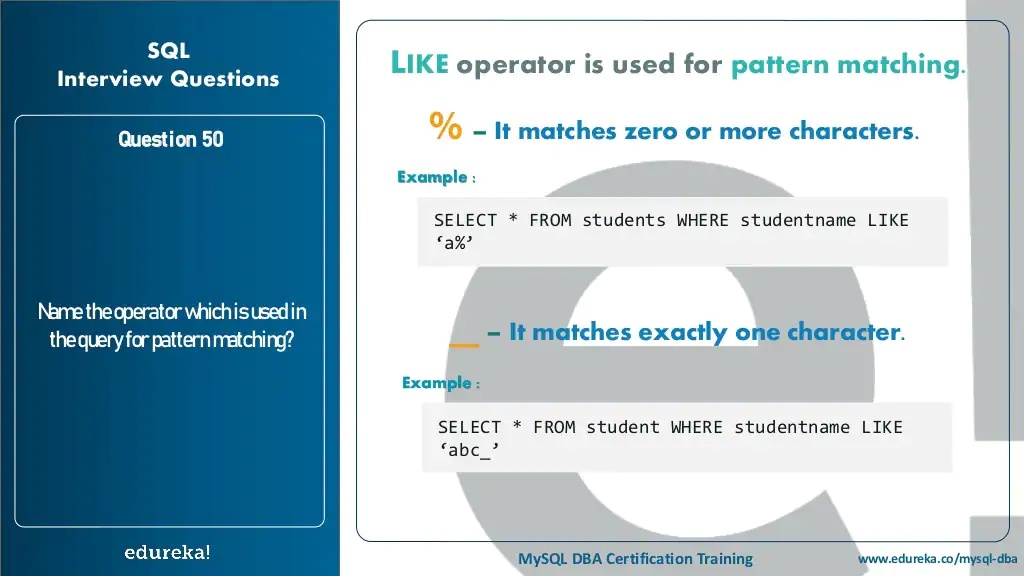 SQL
Interview Questions
Question 50
Name the operator which is used in
the query for pattern matching?
edureka!
LIKE operator is used for pattern matching.
% – It matches zero or more characters.
Example :
SELECT * FROM students WHERE studentname LIKE
‘a%’
_ – It matches exactly one character.
Example :
SELECT * FROM student WHERE studentname LIKE
‘abc_’
MySQL DBA Certification Training
www.edureka.co/mysql-dba